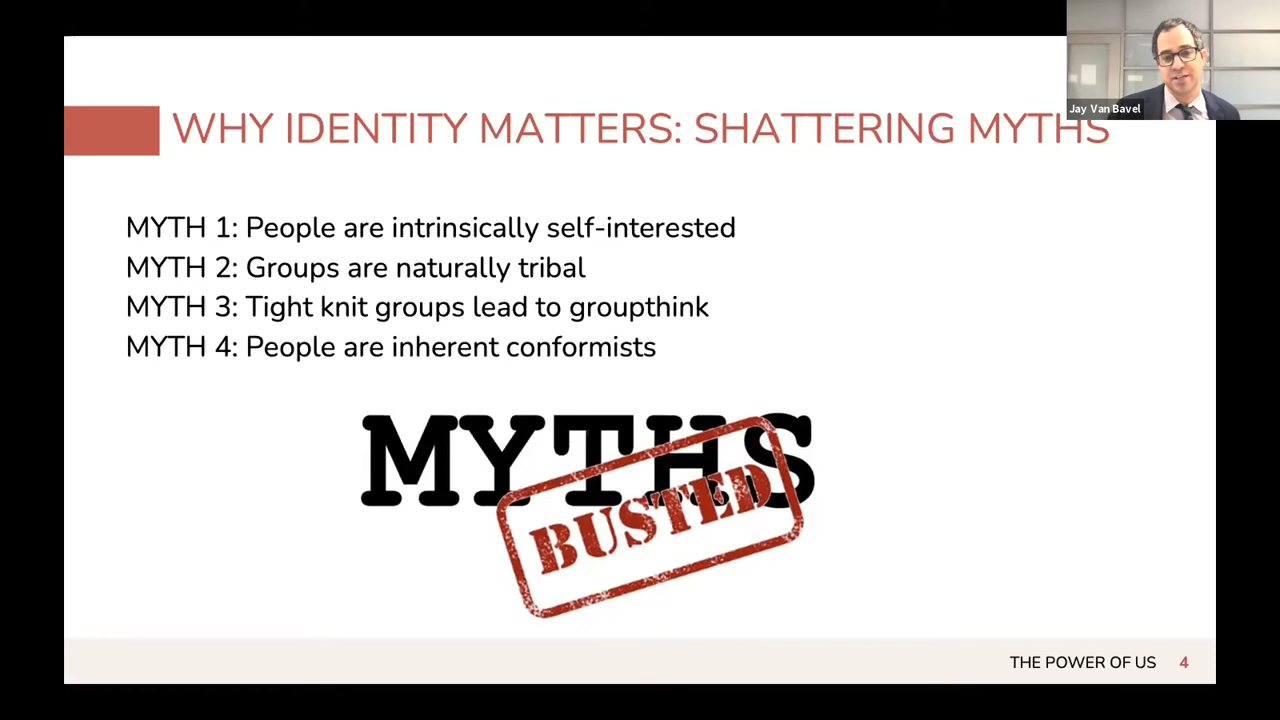 Jay Van Bavel
WHY IDENTITY MATTERS: SHATTERING MYTHS
MYTH 1: People are intrinsically self-interested
MYTH 2: Groups are naturally tribal
MYTH 3: Tight knit groups lead to groupthink
MYTH 4: People are inherent conformists
MYTHS
BUSTED
THE POWER OF US 4